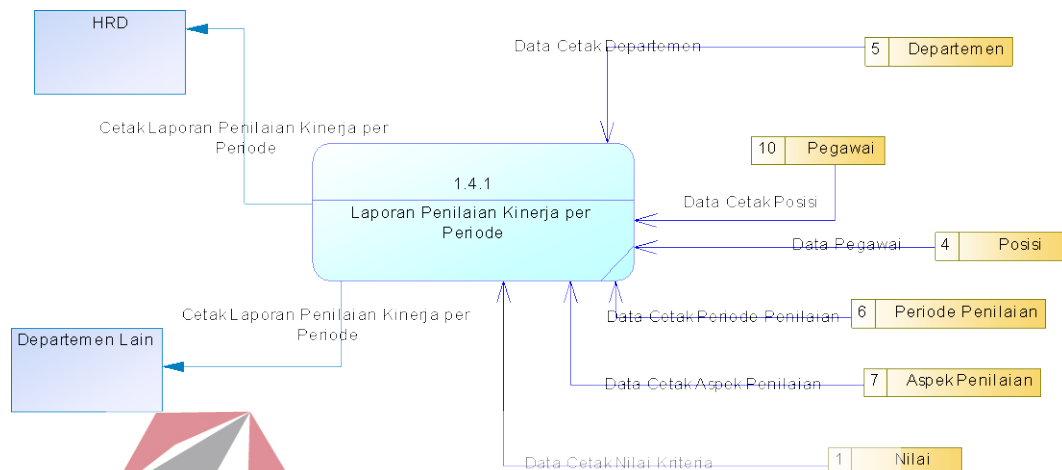 HRD
Data Cetak Departemen
5 Departemen
Cetak Laporan Penilaian Kinerja per
Periode
10 Pegawai
1.4.1
Laporan Penilaian Kinerja per
Periode
Data Cetak Posisi
Data Pegawai
4 Posisi
Cetak Laporan Penilaian Kinerja per
Periode
Data Cetak Periode Penilaian
6 Periode Penilaian
Departemen Lain
Data Cetak Aspek Penilaian
7 Aspek Penilaian
Data Cetak Nilai Kriteria
1 Nilai